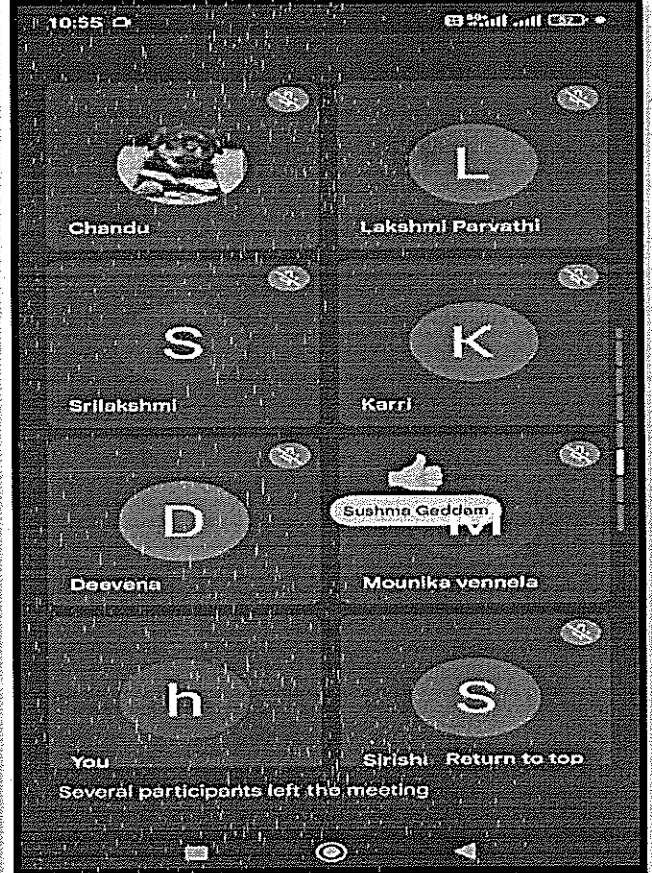 10:55
Chandu
Lakshmi Parvathi
L
Srilakshmi
S
Karri
K
Deevena
D
Sushma Gaddam
M
Mounika vennela
h
You
S
Sirishi Return to top
Several participants left the meeting